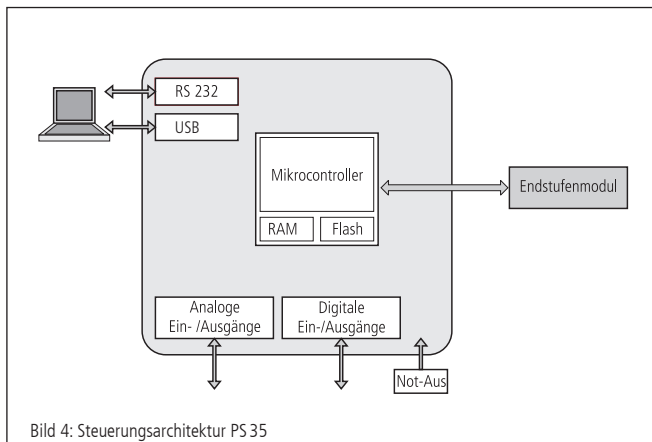 RS 232
USB
Mikrocontroller
RAM
Flash
Endstufenmodul
Analoge
Ein- /Ausgänge
Digitale
Ein-/Ausgänge
Not-Aus
Bild 4: Steuerungsarchitektur PS 35